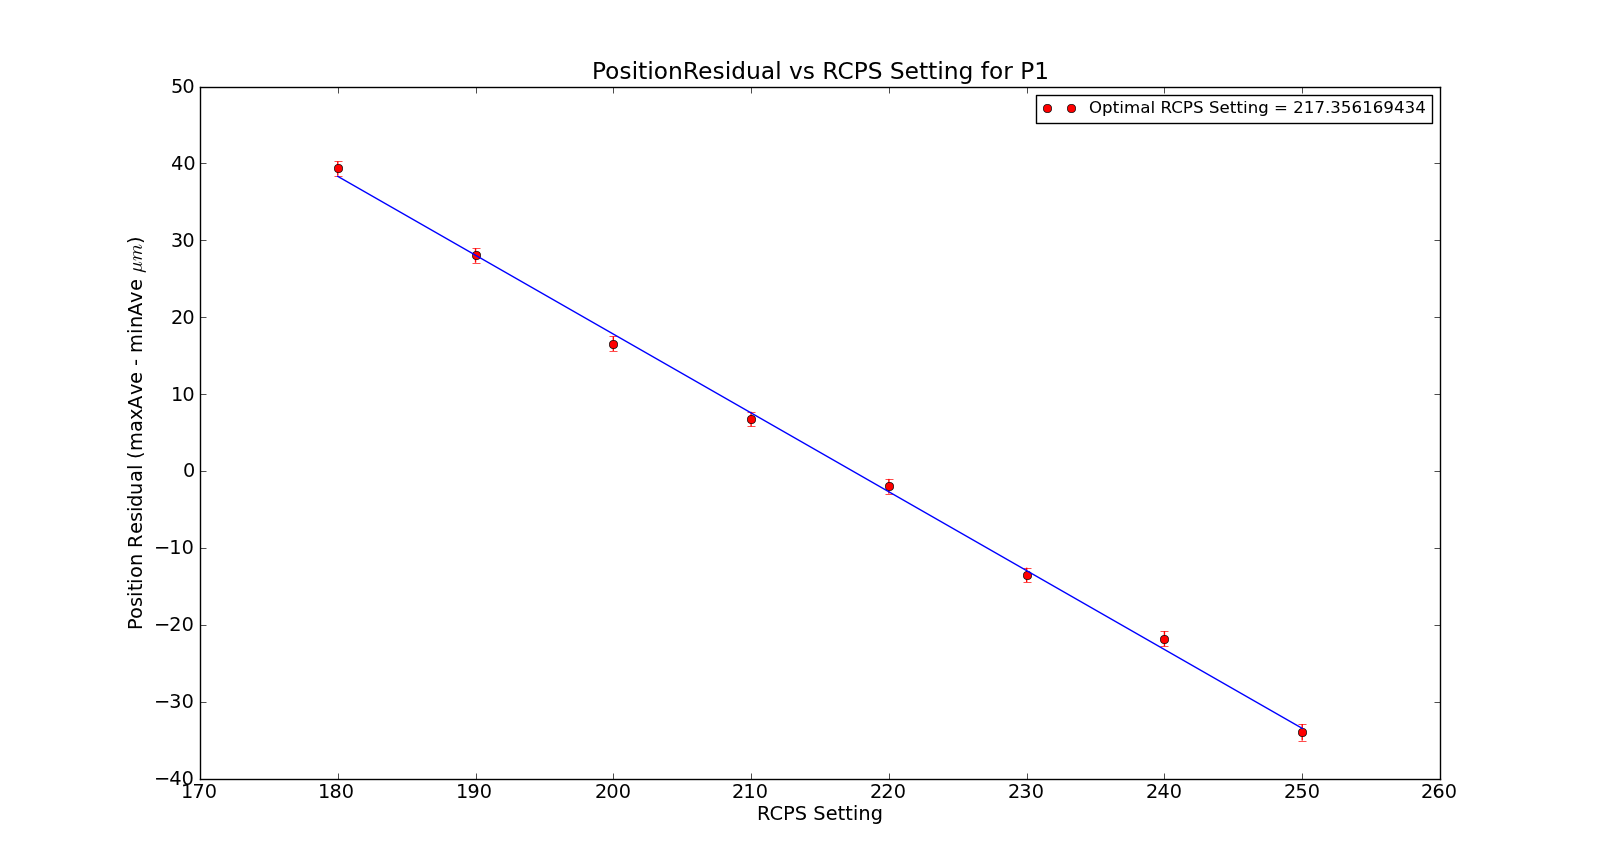 PositionResidual vs RCPS Setting for P1
Optimal RCPS Setting = 217.356169434
Position Residual (maxAve - minAve μm)
50
40
30
20
10
0
−10
−20
−30
−40
170 180 190 200 210 220 230 240 250 260
RCPS Setting